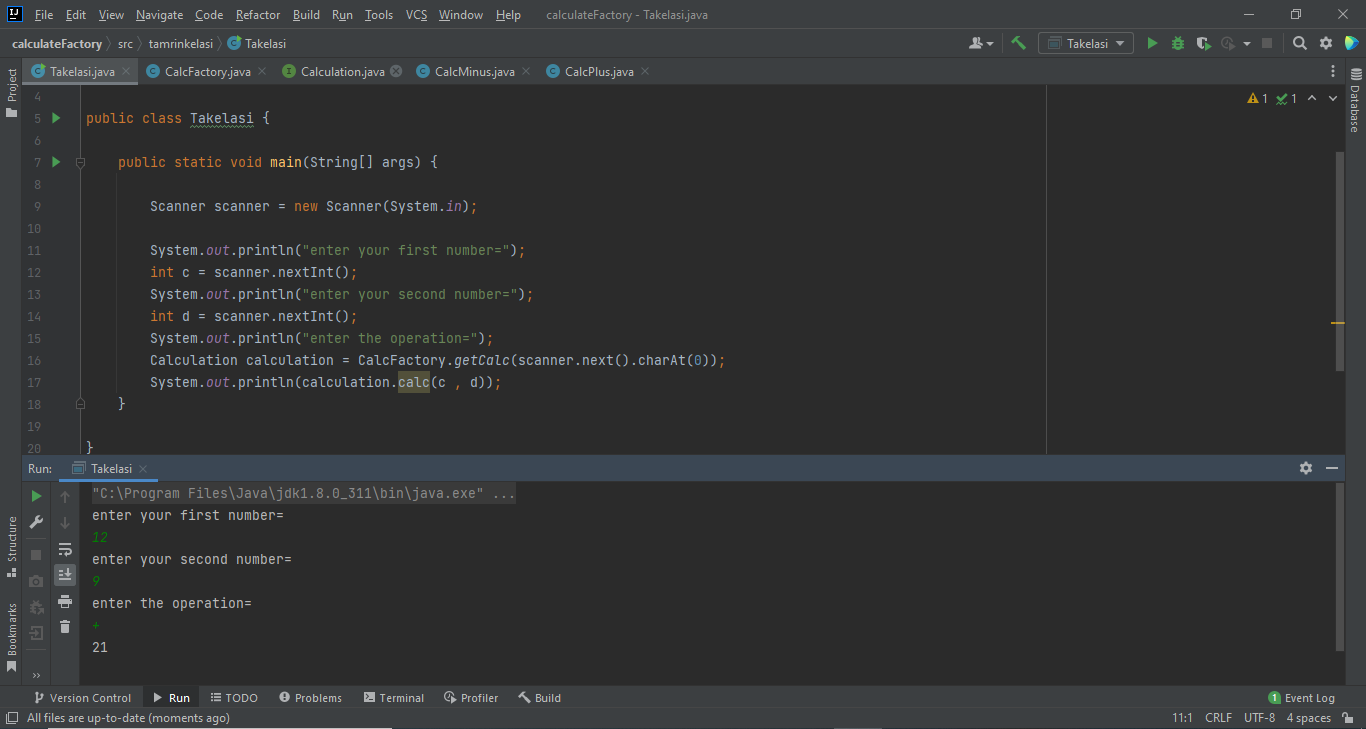 File Edit View Navigate Code Refactor Build Run Tools VCS Window Help calculateFactory - Takelasi.java
calculateFactory src tamrinkelasi Takelasi Takelasi
Project Takelasi.java CalcFactory.java Calculation.java CalcMinus.java CalcPlus.java Database
4 1 1
5 public class Takelasi {
6
7 public static void main(String[] args) {
8
9 Scanner scanner = new Scanner(System.in);
10
11 System.out.println("enter your first number=");
12 int c = scanner.nextInt();
13 System.out.println("enter your second number=");
14 int d = scanner.nextInt();
15 System.out.println("enter the operation=");
16 Calculation calculation = CalcFactory.getCalc(scanner.next().charAt(0));
17 System.out.println(calculation.calc(c , d));
18 }
19
20 }
Run: Takelasi
"C:\Program Files\Java\jdk1.8.0_311\bin\java.exe" ...
enter your first number=
12
enter your second number=
9
enter the operation=
+
21
Structure
Bookmarks
Version Control Run TODO Problems Terminal Profiler Build 1 Event Log
All files are up-to-date (moments ago) 11:1 CRLF UTF-8 4 spaces